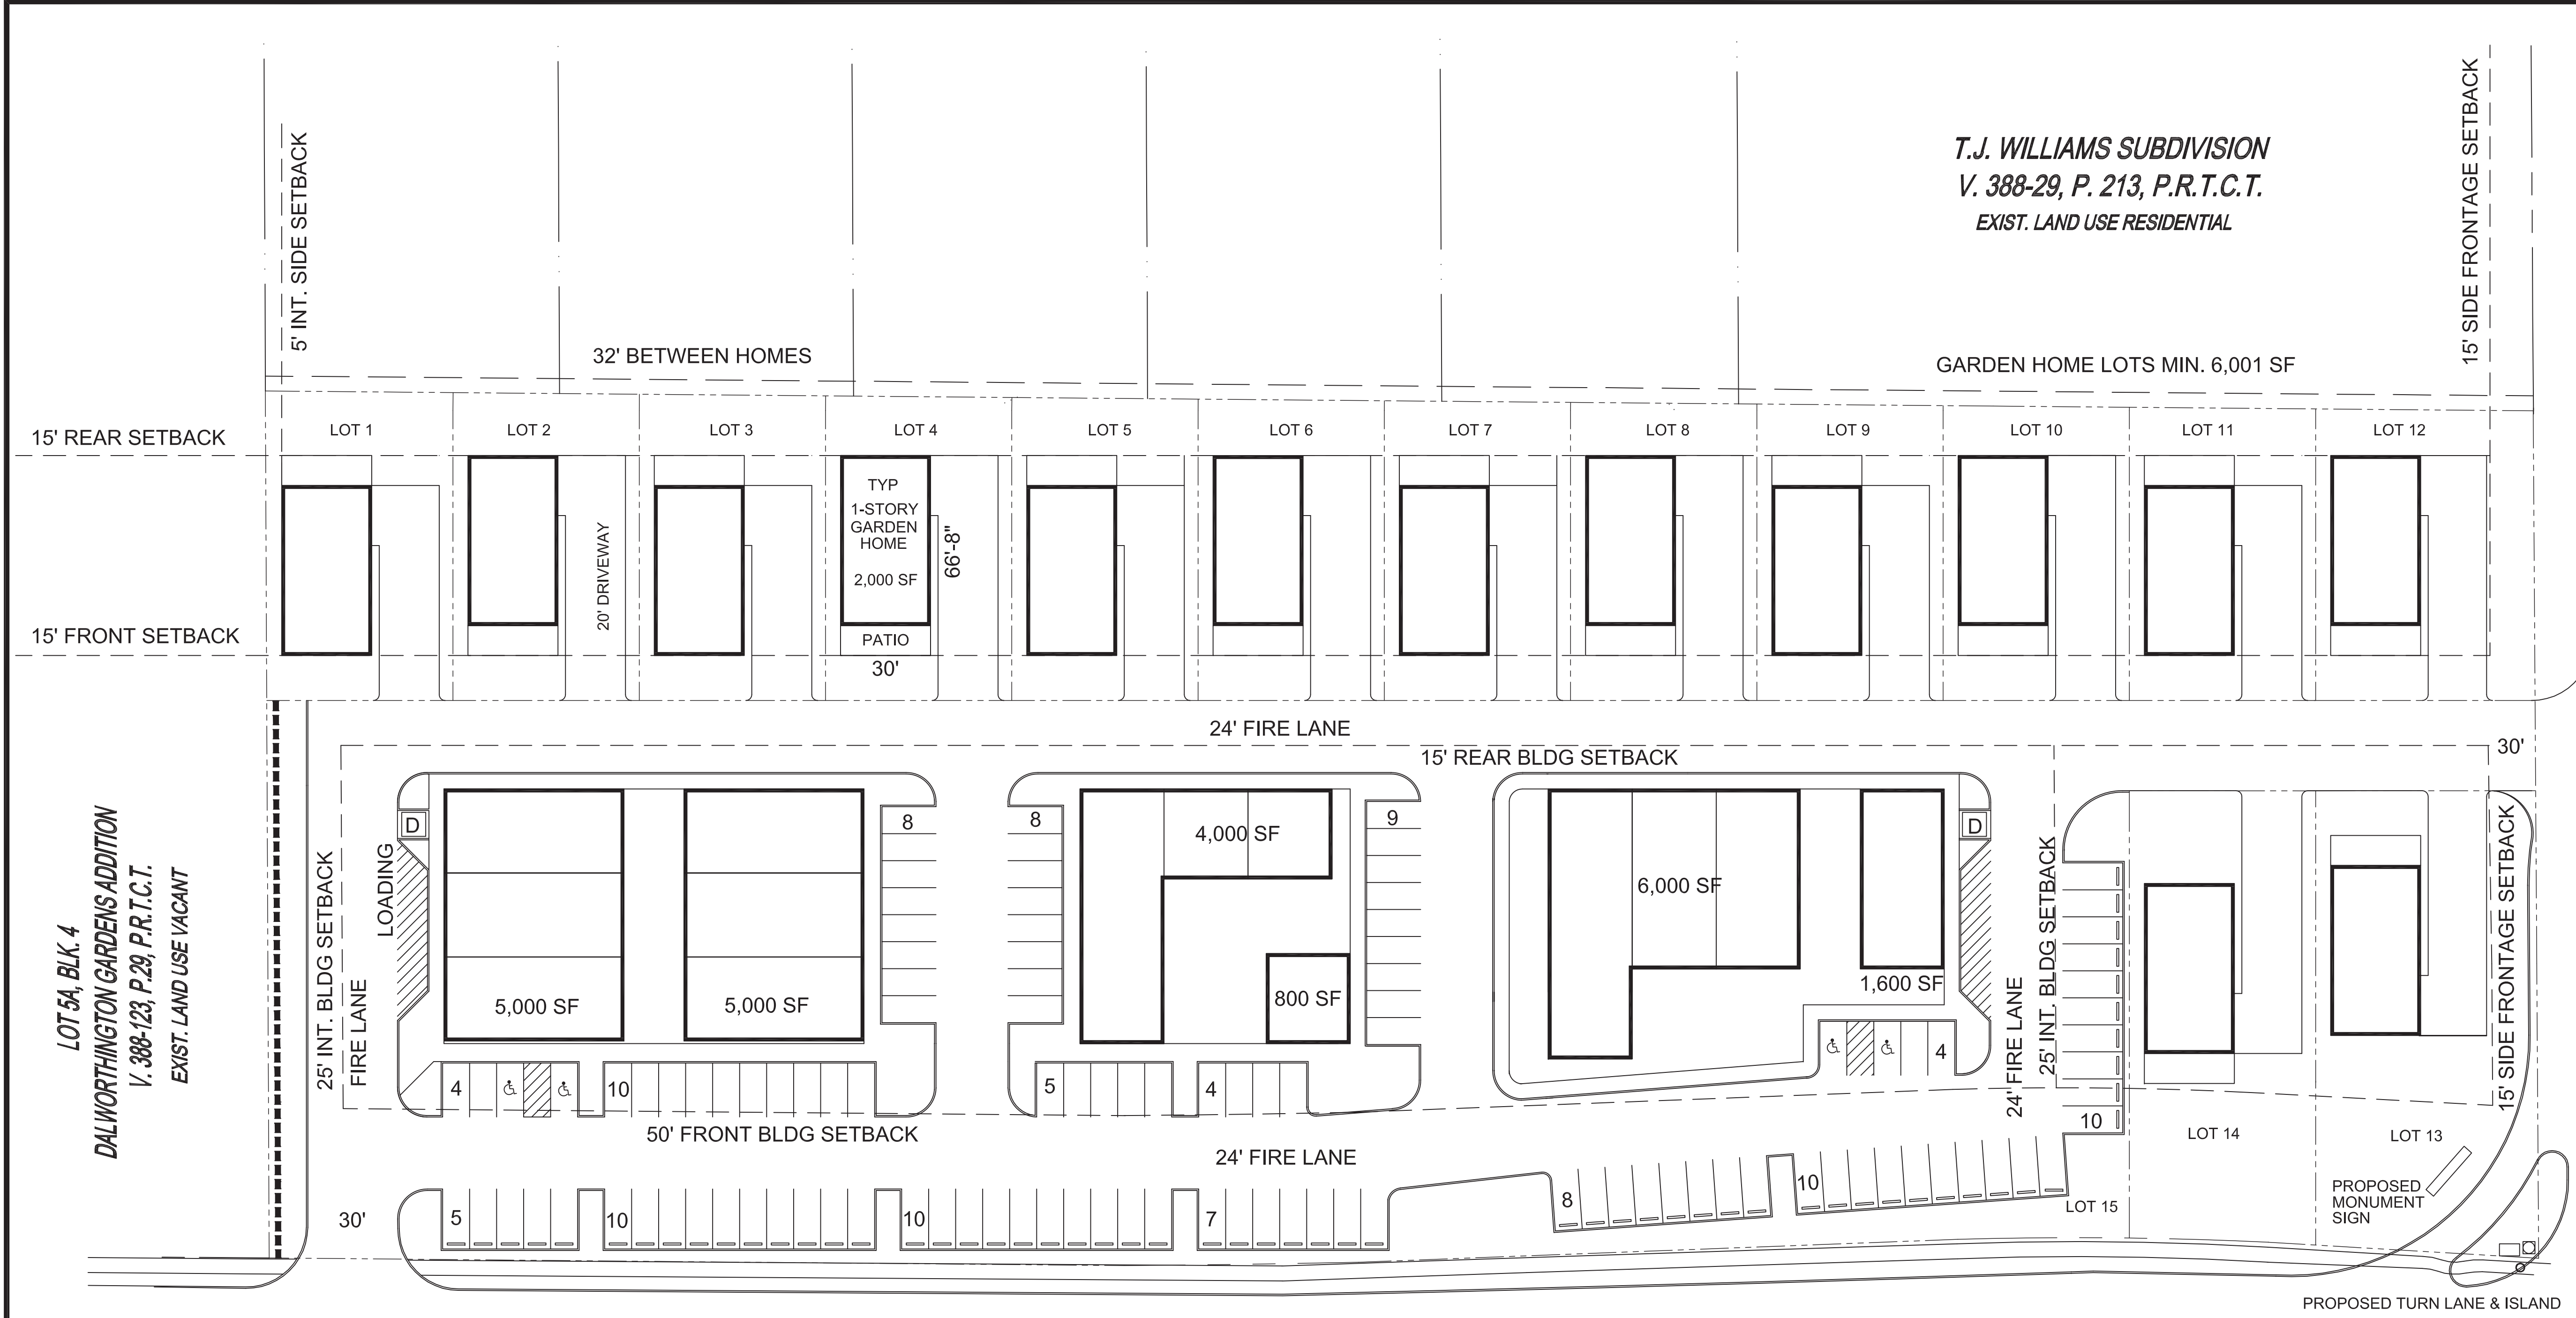 T.J. WILLIAMS SUBDIVISION
V. 388-29, P. 213, P.R.T.C.T.
EXIST. LAND USE RESIDENTIAL
5' INT. SIDE SETBACK
15' SIDE FRONTAGE SETBACK
32' BETWEEN HOMES
GARDEN HOME LOTS MIN. 6,001 SF
15' REAR SETBACK
LOT 1
LOT 2
LOT 3
LOT 4
LOT 5
LOT 6
LOT 7
LOT 8
LOT 9
LOT 10
LOT 11
LOT 12
20' DRIVEWAY
TYP
1-STORY
GARDEN
HOME
2,000 SF
66'-8"
PATIO
30'
15' FRONT SETBACK
24' FIRE LANE
15' REAR BLDG SETBACK
30'
LOT 5A, BLK. 4
DALWORTHINGTON GARDENS ADDITION
V. 388-123, P.29, P.R.T.C.T.
EXIST. LAND USE VACANT
25' INT. BLDG SETBACK
FIRE LANE
LOADING
D
5,000 SF
5,000 SF
8
8
4,000 SF
800 SF
9
6,000 SF
1,600 SF
D
24' FIRE LANE
25' INT. BLDG SETBACK
15' SIDE FRONTAGE SETBACK
4
10
5
4
4
10
50' FRONT BLDG SETBACK
24' FIRE LANE
LOT 14
LOT 13
30'
5
10
10
7
8
10
LOT 15
PROPOSED
MONUMENT
SIGN
PROPOSED TURN LANE & ISLAND